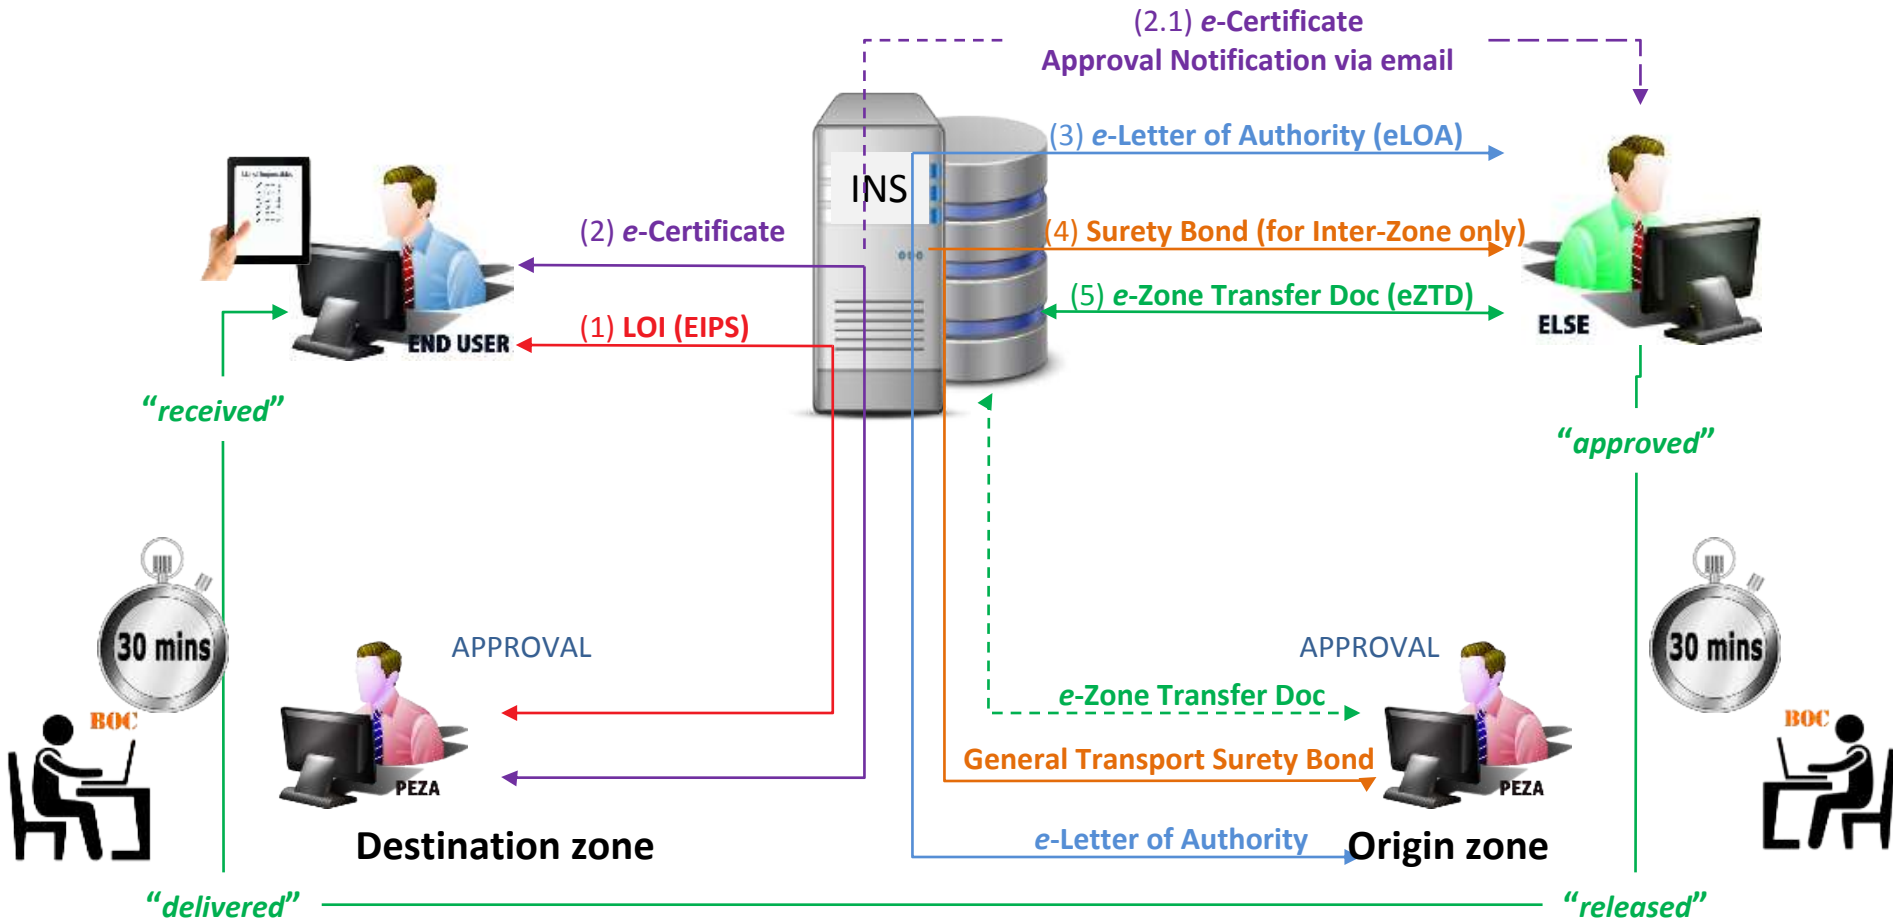 (2.1) e-Certificate
Approval Notification via email
(3) e-Letter of Authority (eLOA)
INS
(2) e-Certificate
(4) Surety Bond (for Inter-Zone only)
(5) e-Zone Transfer Doc (eZTD)
ELSE
(1) LOI (EIPS)
END USER
“received”
“approved”
30 mins
30 mins
APPROVAL
APPROVAL
e-Zone Transfer Doc
BOC
BOC
General Transport Surety Bond
PEZA
PEZA
Destination zone
e-Letter of Authority
Origin zone
“delivered”
“released”